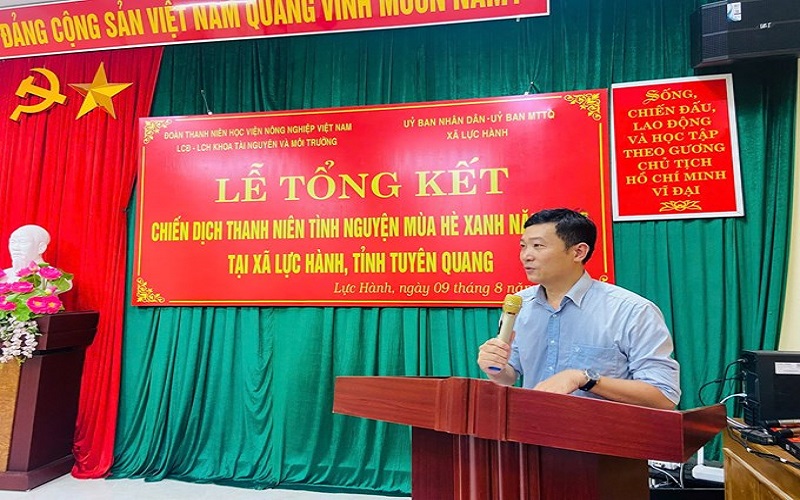 ĐẢNG CỘNG SẢN VIỆT NAM QUANG VINH MUÔN NĂM!
ĐOÀN THANH NIÊN HỌC VIỆN NÔNG NGHIỆP VIỆT NAM
LCĐ - LCH KHOA TÀI NGUYÊN VÀ MÔI TRƯỜNG
ỦY BAN NHÂN DÂN - ỦY BAN MTTQ
XÃ LỰC HÀNH
LỄ TỔNG KẾT
CHIẾN DỊCH THANH NIÊN TÌNH NGUYỆN MÙA HÈ XANH NĂ
TẠI XÃ LỰC HÀNH, TỈNH TUYÊN QUANG
Lực Hành, ngày 09 tháng 8 nă
SỐNG,
CHIẾN ĐẤU,
LAO ĐỘNG
VÀ HỌC TẬP
THEO GƯƠNG
CHỦ TỊCH
HỒ CHÍ MINH
VĨ ĐẠI